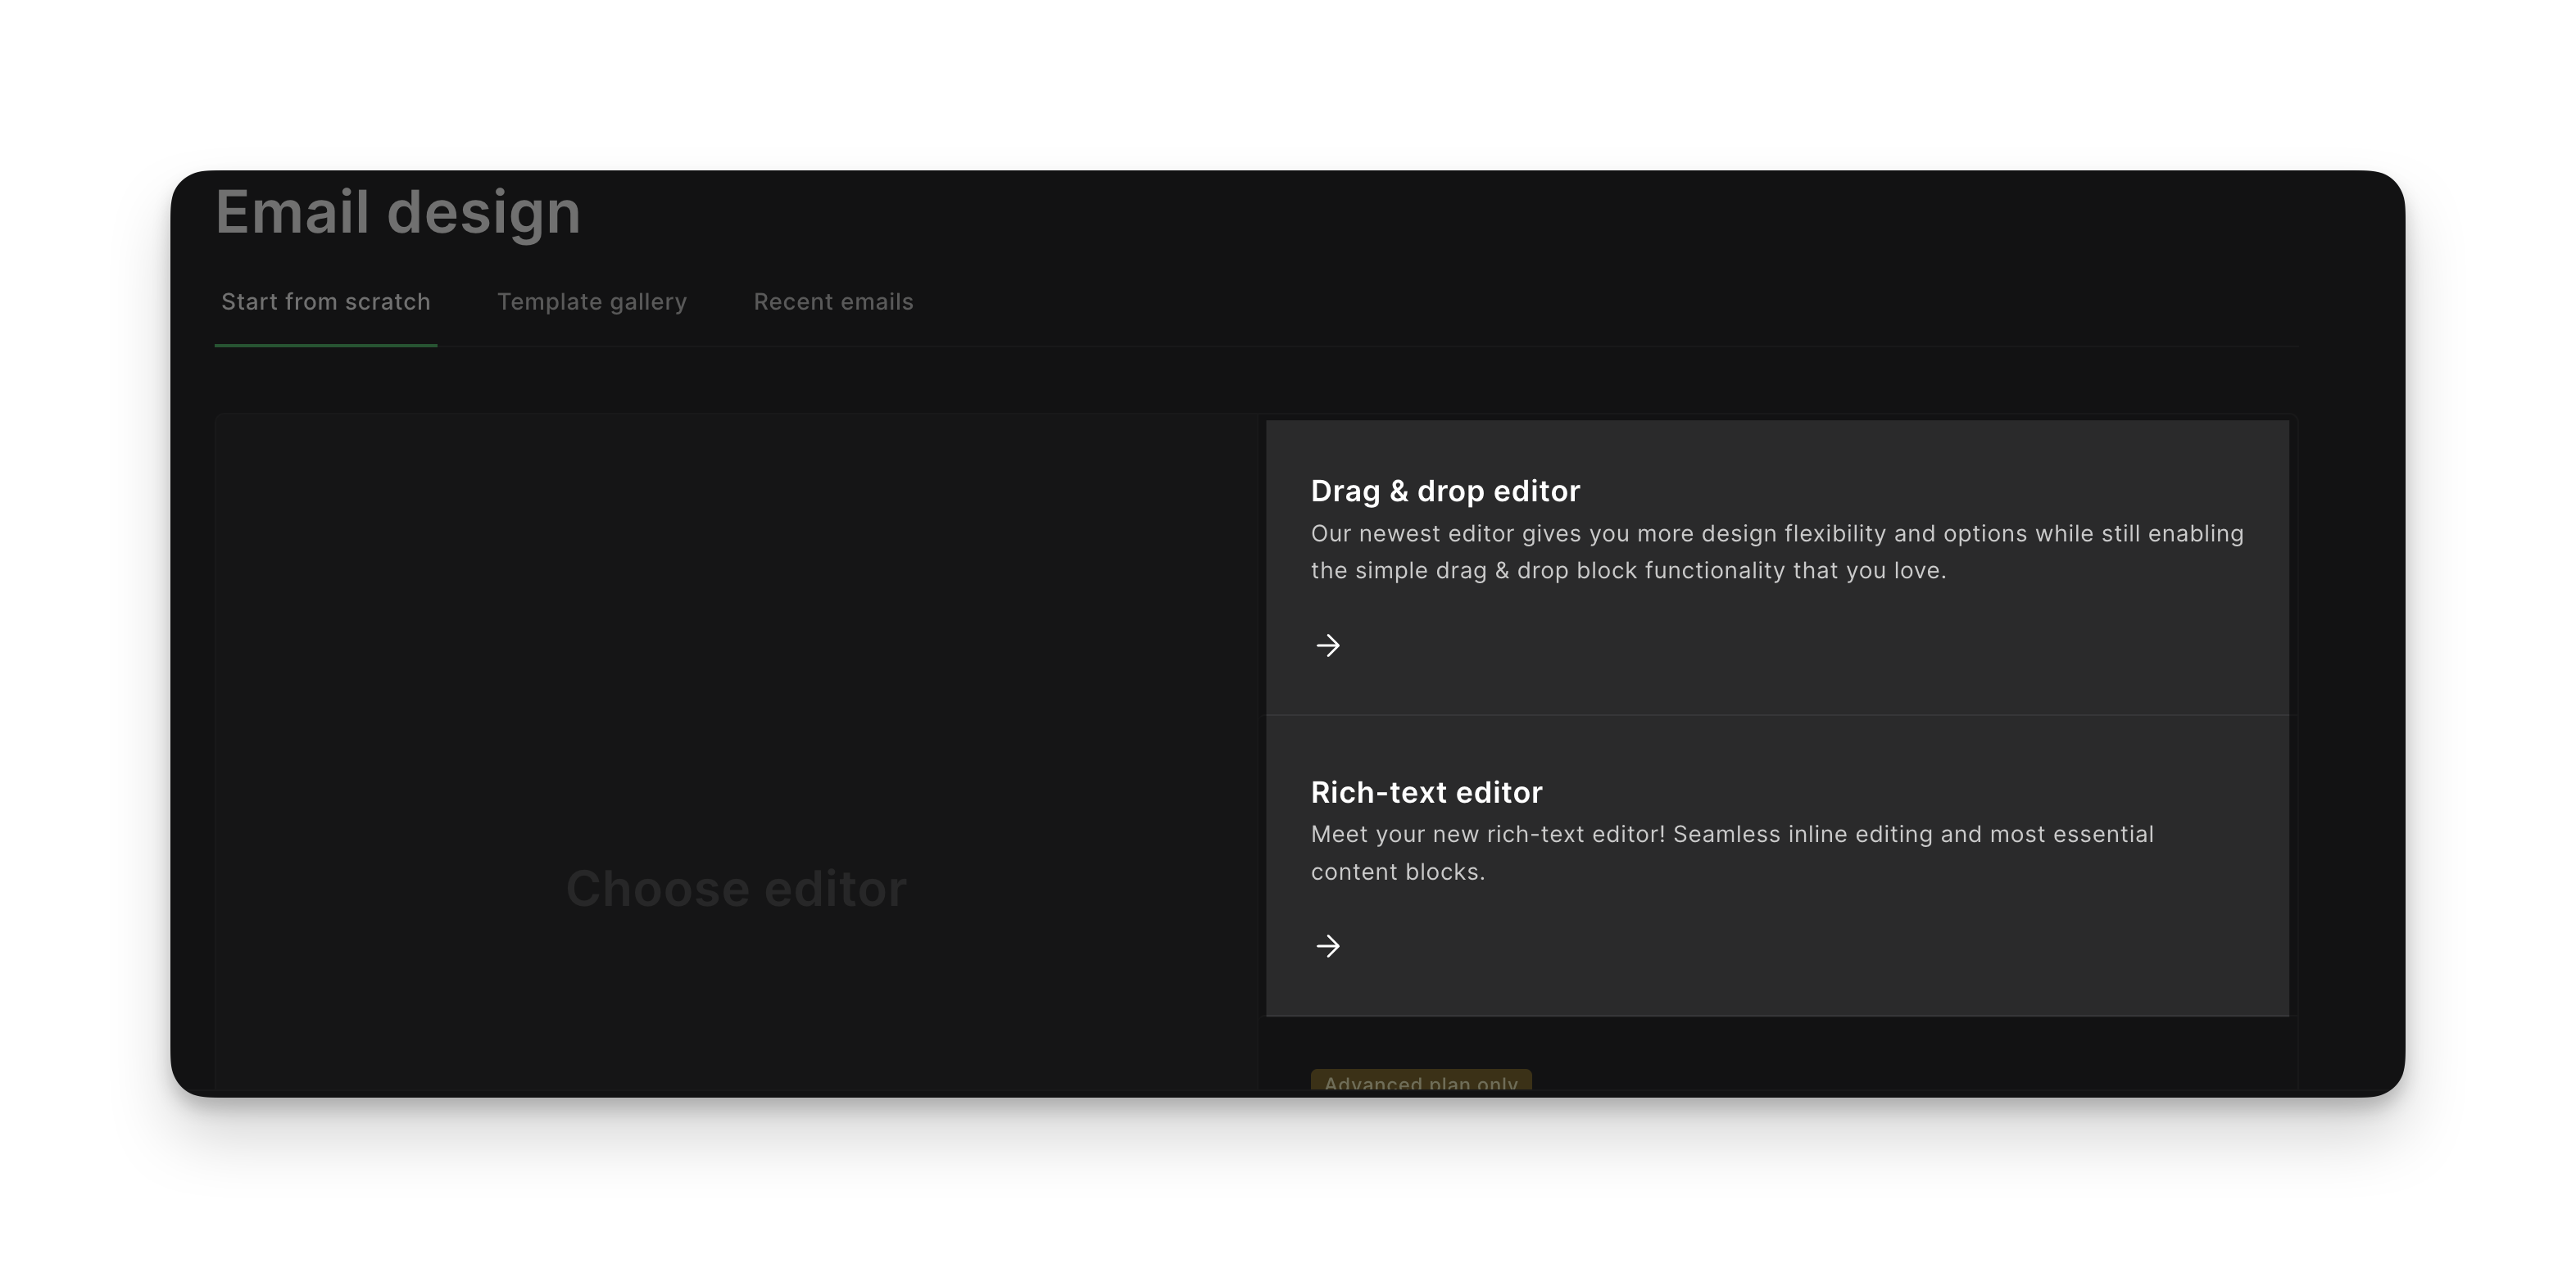 Email design
Start from scratch
Template gallery
Recent emails
Choose editor
Drag & drop editor
Our newest editor gives you more design flexibility and options while still enabling
the simple drag & drop block functionality that you love.
Rich-text editor
Meet your new rich-text editor! Seamless inline editing and most essential
content blocks.
Advanced plan only